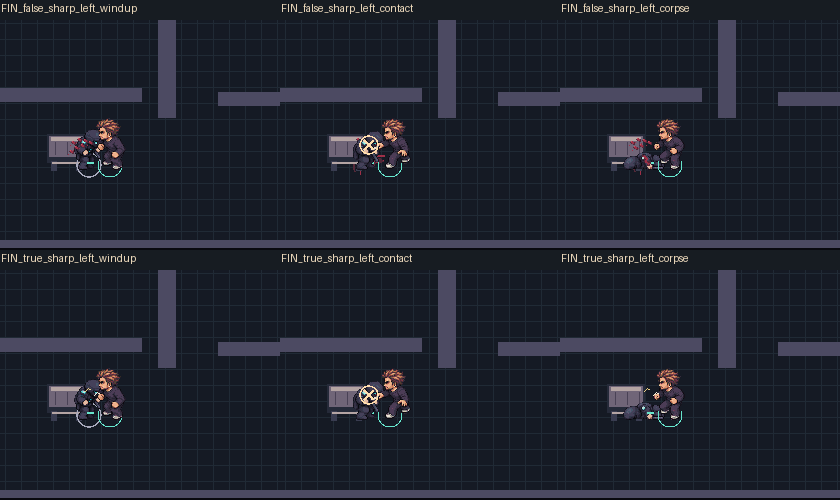 FIN_false_sharp_left_windup
FIN_false_sharp_left_contact
FIN_false_sharp_left_corpse
FIN_true_sharp_left_windup
FIN_true_sharp_left_contact
FIN_true_sharp_left_corpse